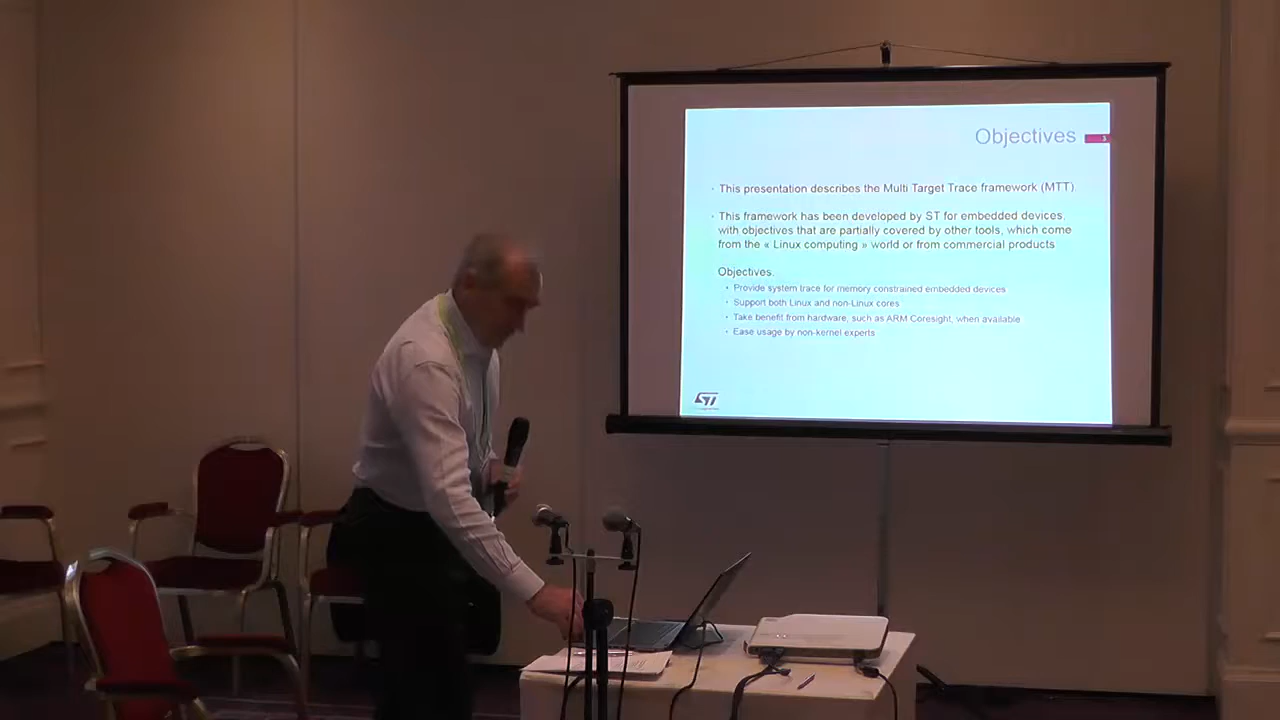 Objectives
3
· This presentation describes the Multi Target Trace framework (MTT).
· This framework has been developed by ST for embedded devices,
with objectives that are partially covered by other tools, which come
from the « Linux computing » world or from commercial products
Objectives.
• Provide system trace for memory constrained embedded devices
• Support both Linux and non-Linux cores
• Take benefit from hardware, such as ARM Coresight, when available
• Ease usage by non-kernel experts
ST